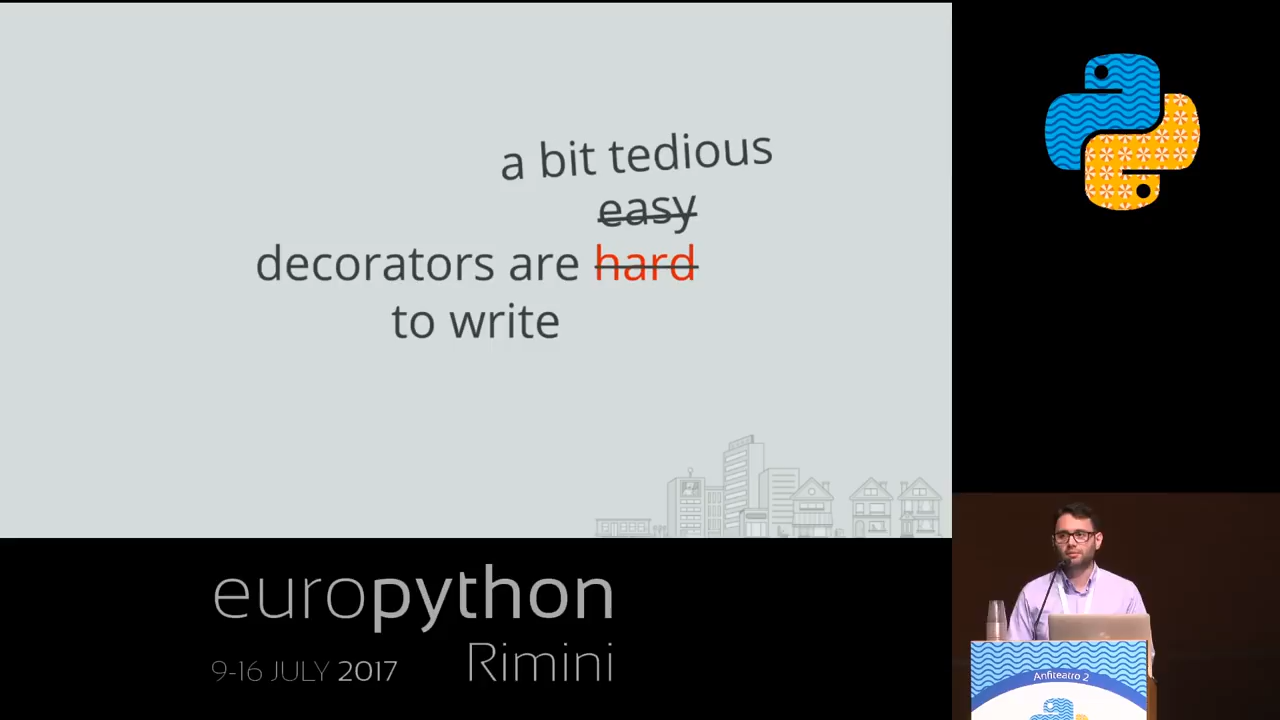 a bit tedious
easy
decorators are hard
to write
europython
Rimini
9-16 JULY 2017
Anfiteatro 2